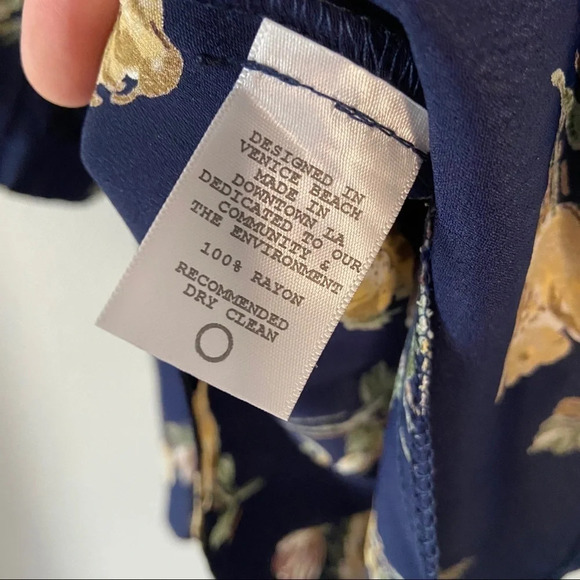 DESIGNED IN
VENICE BEACH
MADE IN
DOWNTOWN LA
DEDICATED TO OUR
COMMUNITY &
THE ENVIRONMENT
100% RAYON
RECOMMENDED
DRY CLEAN